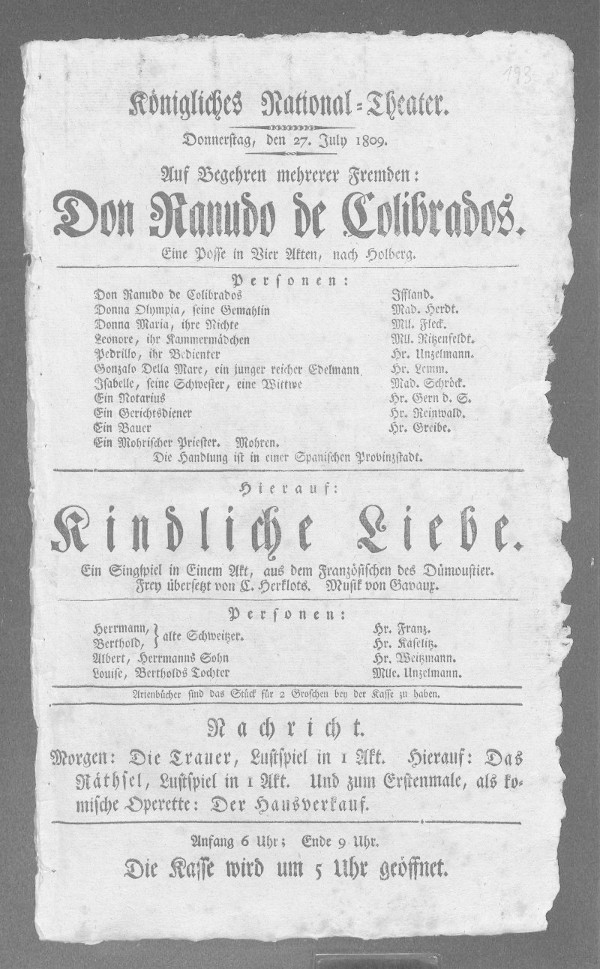 193.
Königliches National-Theater.
Donnerstag, den 27. July 1809.
Auf Begehren mehrerer Fremden:
Don Ranudo de Colibrados.
Eine Posse in Vier Akten, nach Holberg.
Personen:
Don Ranudo de Colibrados Iffland.
Donna Olympia, seine Gemahlin Mad. Herdt.
Donna Maria, ihre Nichte Mll. Fleck.
Leonore, ihr Kammermädchen Mll. Ritzenfeldt.
Pedrillo, ihr Bedienter Hr. Unzelmann.
Gonzalo Della Mare, ein junger reicher Edelmann Hr. Lemm.
Isabelle, seine Schwester, eine Wittwe Mad. Schröck.
Ein Notarius Hr. Gern d. S.
Ein Gerichtsdiener Hr. Reinwald.
Ein Bauer Hr. Greibe.
Ein Mohrischer Priester. Mohren.
Die Handlung ist in einer Spanischen Provinzstadt.
Hierauf:
Kindliche Liebe.
Ein Singspiel in Einem Akt, aus dem Französischen des Dümoustier.
Frey übersetzt von C. Herklots. Musik von Gavaux.
Personen:
Herrmann, Hr. Franz.
Berthold, } alte Schweitzer. Hr. Kaselitz.
Albert, Herrmanns Sohn Hr. Weitzmann.
Louise, Bertholds Tochter Mlle. Unzelmann.
Arienbücher sind das Stück für 2 Groschen bey der Kasse zu haben.
Nachricht.
Morgen: Die Trauer, Lustspiel in 1 Akt. Hierauf: Das
Räthsel, Lustspiel in 1 Akt. Und zum Erstenmale, als ko-
mische Operette: Der Hausverkauf.
Anfang 6 Uhr; Ende 9 Uhr.
Die Kasse wird um 5 Uhr geöffnet.